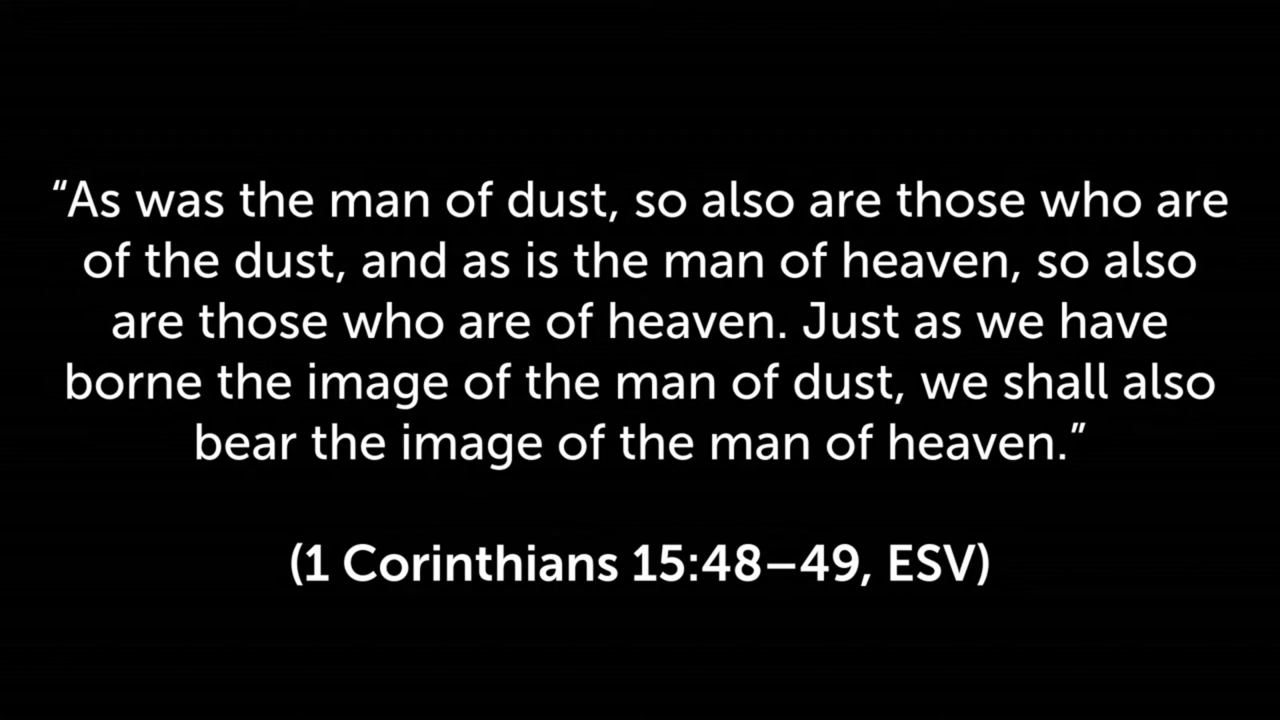 “As was the man of dust, so also are those who are
of the dust, and as is the man of heaven, so also
are those who are of heaven. Just as we have
borne the image of the man of dust, we shall also
bear the image of the man of heaven.”
(1 Corinthians 15:48–49, ESV)